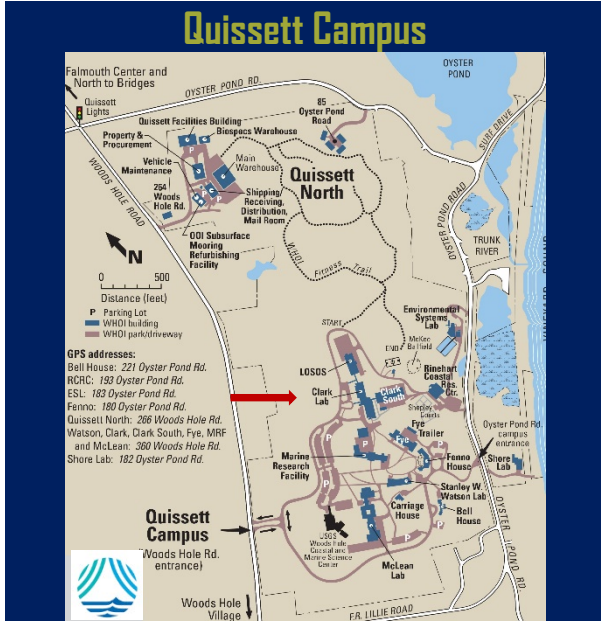 Quissett Campus
Falmouth Center and
North to Bridges
Quissett
Lights
OYSTER POND RD.
OYSTER
POND
85
Oyster Pond
Road
Quissett Facilities Building
Biospecs Warehouse
Property &
Procurement
Main
Warehouse
Vehicle
Maintenance
254
Woods
Hole Rd.
Shipping
Receiving,
Distribution,
Mail Room
P
OOI Subsurface
Mooring
Refurbishing
Facility
Quissett
North
SURF DRIVE
OYSTER POND ROAD
WOODS HOLE ROAD
TRUNK
RIVER
VINEYARD SOUND
WHOI
Fitness Trail
N
0 500
Distance (feet)
P Parking Lot
WHOI building
WHOI park/driveway
GPS addresses:
Bell House: 221 Oyster Pond Rd.
RCRC: 193 Oyster Pond Rd.
ESL: 183 Oyster Pond Rd.
Fenno: 180 Oyster Pond Rd.
Quissett North: 266 Woods Hole Rd.
Watson, Clark, Clark South, Fye, MRF
and McLean: 360 Woods Hole Rd.
Shore Lab: 182 Oyster Pond Rd.
START
END
Environmental
Systems
Lab
McKee
Ballfield
LOSOS
Clark
Lab
Clark
South
Rinehart
Coastal
Res.
Ctr.
Shipley
Courts
Fye
Trailer
Fye
P
P
P
Oyster Pond Rd.
campus
entrance
Marine
Research
Facility
Fenno
House
Shore
Lab
Stanley W.
Watson Lab
Carriage
House
Bell
House
P
P
P
USGS
Woods Hole
Coastal and
Marine Science
Center
McLean
Lab
Quissett
Campus
(Woods Hole Rd.
entrance)
OYSTER POND RD
Woods Hole
Village
F.R. LILLIE ROAD